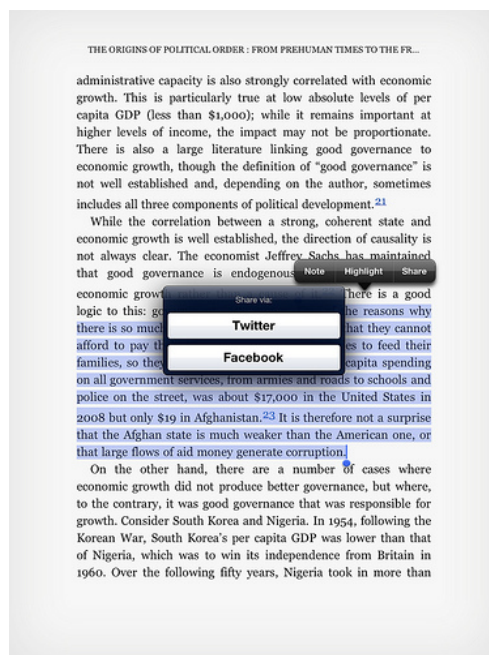 THE ORIGINS OF POLITICAL ORDER : FROM PREHUMAN TIMES TO THE FR...
administrative capacity is also strongly correlated with economic
growth. This is particularly true at low absolute levels of per
capita GDP (less than $1,000); while it remains important at
higher levels of income, the impact may not be proportionate.
There is also a large literature linking good governance to
economic growth, though the definition of “good governance” is
not well established and, depending on the author, sometimes
includes all three components of political development.21
While the correlation between a strong, coherent state and
economic growth is well established, the direction of causality is
not always clear. The economist Jeffrey Sachs has maintained
that good governance is endogenous
Note Highlight Share
economic growth There is a good
Share via:
logic to this: he reasons why
Twitter
there is so much hat they cannot
afford to pay es to feed their
Facebook
families, so they capita spending
on all government services, from armies and roads to schools and
police on the street, was about $17,000 in the United States in
2008 but only $19 in Afghanistan.23 It is therefore not a surprise
that the Afghan state is much weaker than the American one, or
that large flows of aid money generate corruption.
On the other hand, there are a number of cases where
economic growth did not produce better governance, but where,
to the contrary, it was good governance that was responsible for
growth. Consider South Korea and Nigeria. In 1954, following the
Korean War, South Korea’s per capita GDP was lower than that
of Nigeria, which was to win its independence from Britain in
1960. Over the following fifty years, Nigeria took in more than